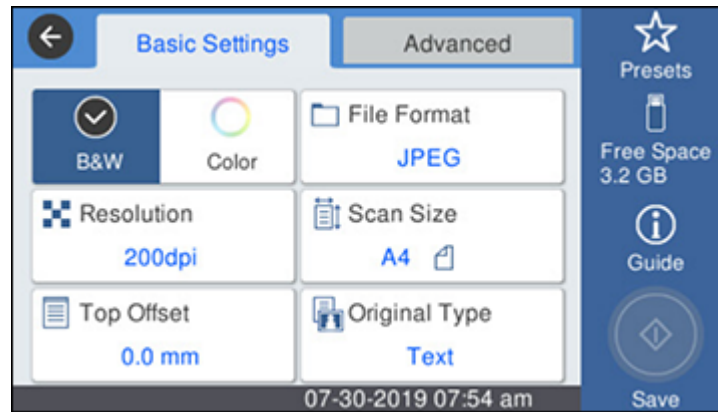 Basic Settings
Advanced
Presets
B&W
Color
File Format
JPEG
Free Space
3.2 GB
Resolution
200dpi
Scan Size
A4
Guide
Top Offset
0.0 mm
Original Type
Text
07-30-2019 07:54 am
Save